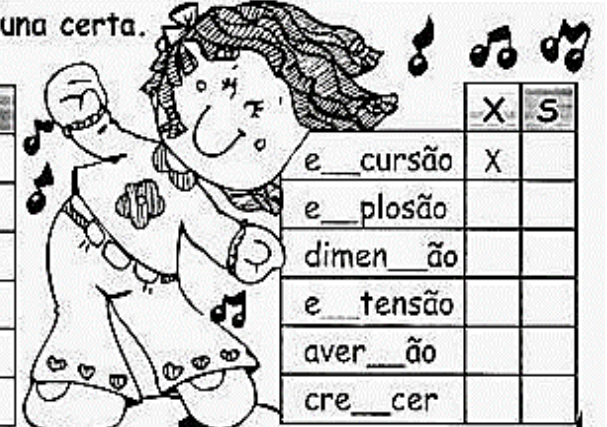 una certa.
X S
e__cursão X
e__plosão
dimen__ão
e__tensão
aver__ão
cre__cer